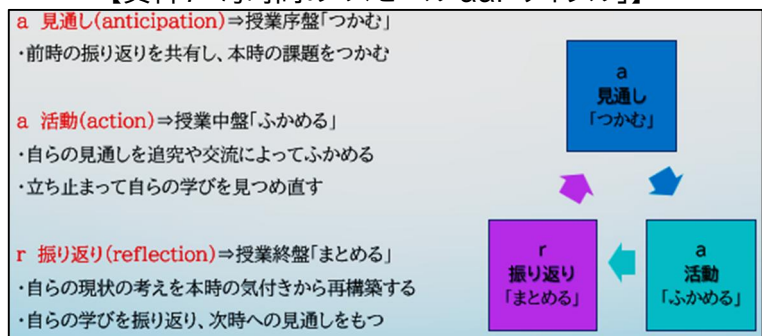 a 見通し(anticipation)⇒授業序盤「つかむ」
・前時の振り返りを共有し、本時の課題をつかむ
a 活動(action)⇒授業中盤「ふかめる」
・自らの見通しを追究や交流によってふかめる
・立ち止まって自らの学びを見つめ直す
r 振り返り(reflection)⇒授業終盤「まとめる」
・自らの現状の考えを本時の気付きから再構築する
・自らの学びを振り返り、次時への見通しをもつ
a
見通し
「つかむ」
r
振り返り
「まとめる」
a
活動
「ふかめる」